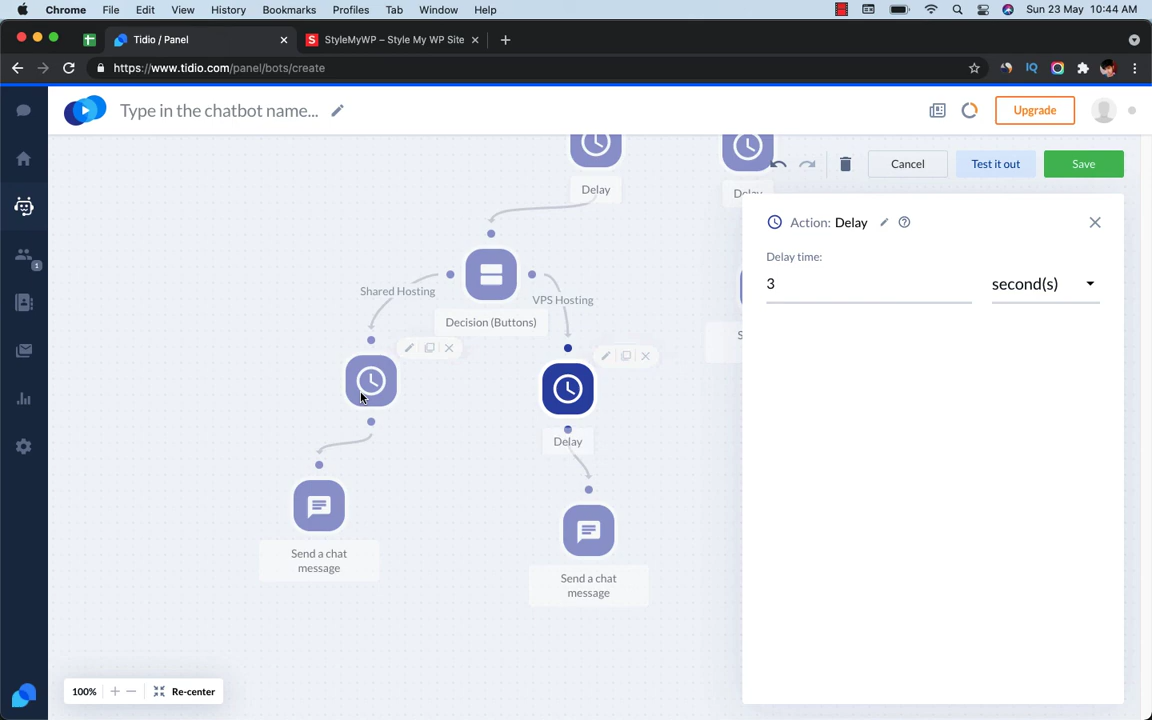 Chrome File Edit View History Bookmarks Profiles Tab Window Help Sun 23 May 10:44 AM
Tidio / Panel StyleMyWP – Style My WP Site
https://www.tidio.com/panel/bots/create IQ
Type in the chatbot name... Upgrade
Cancel Test it out Save
Delay Delay
Action: Delay
Delay time:
3 second(s)
Shared Hosting VPS Hosting
Decision (Buttons)
1
Delay
Send a chat
message
Send a chat
message
100% Re-center